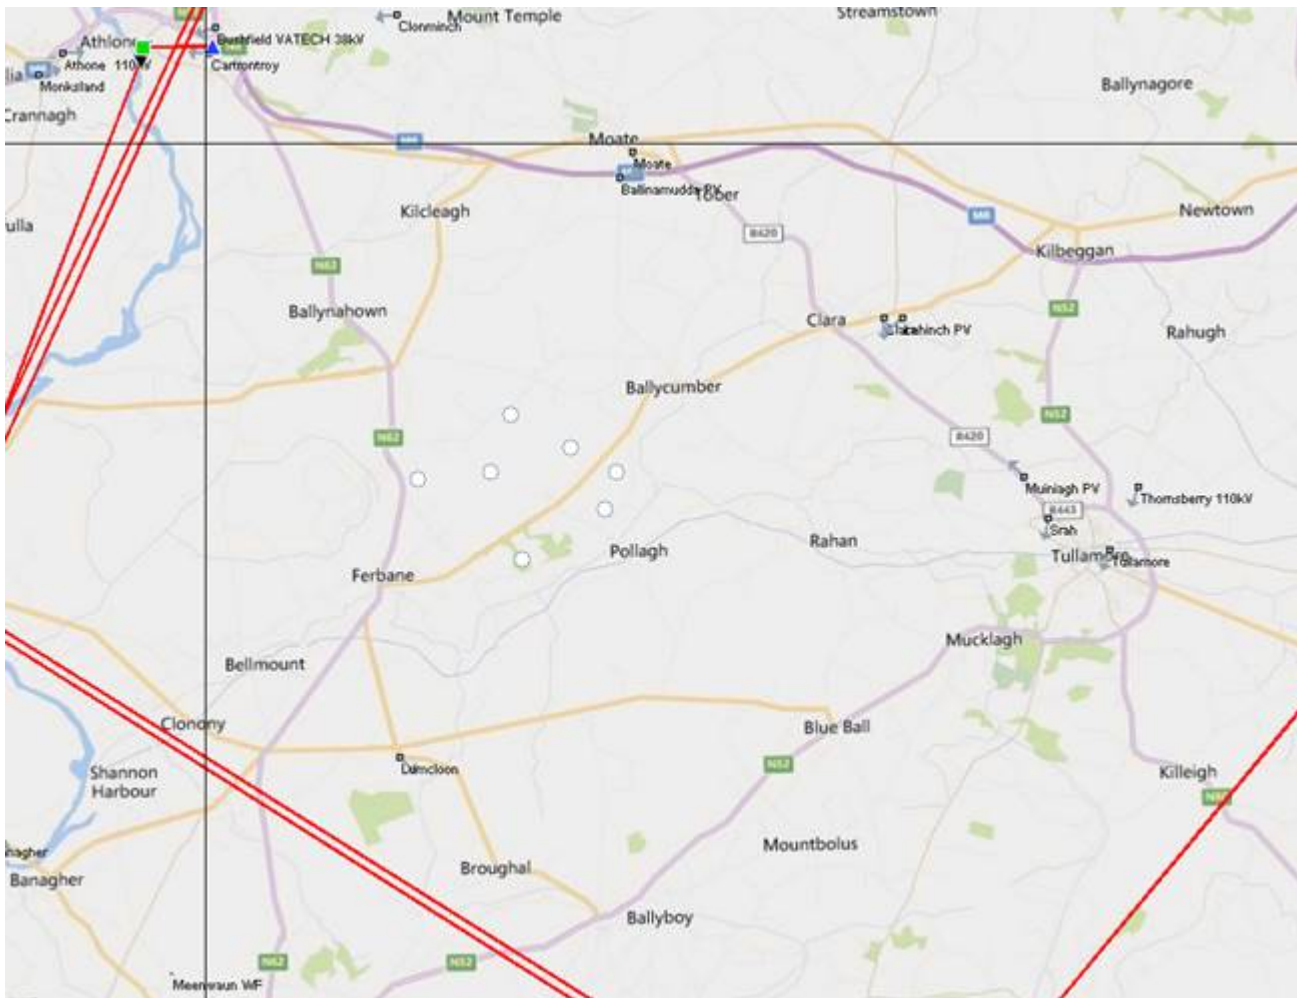 Mount Temple
Streamstown
Clonminch
Bushfield VATECH 38kV
Athlone
Cartrontroy
Athone 110kV
Monksland
Ballynagore
Crannagh
M6
Moate
Moate
Ballinamudda PV
Tober
Kilcleagh
Newtown
M6
R420
Kilbeggan
N62
Ballynahown
N52
Clara
Rahugh
Ballycumber
N52
N62
R420
Muiniagh PV
Thornsberry 110kV
R443
Srah
Rahan
Pollagh
Tullamore
Tullamore
Ferbane
Mucklagh
Bellmount
Clonony
Blue Ball
N52
Lumcloon
Shannon
Harbour
Killeigh
Mountbolus
Broughal
Banagher
Ballyboy
N62
N52
Meenwaun WF